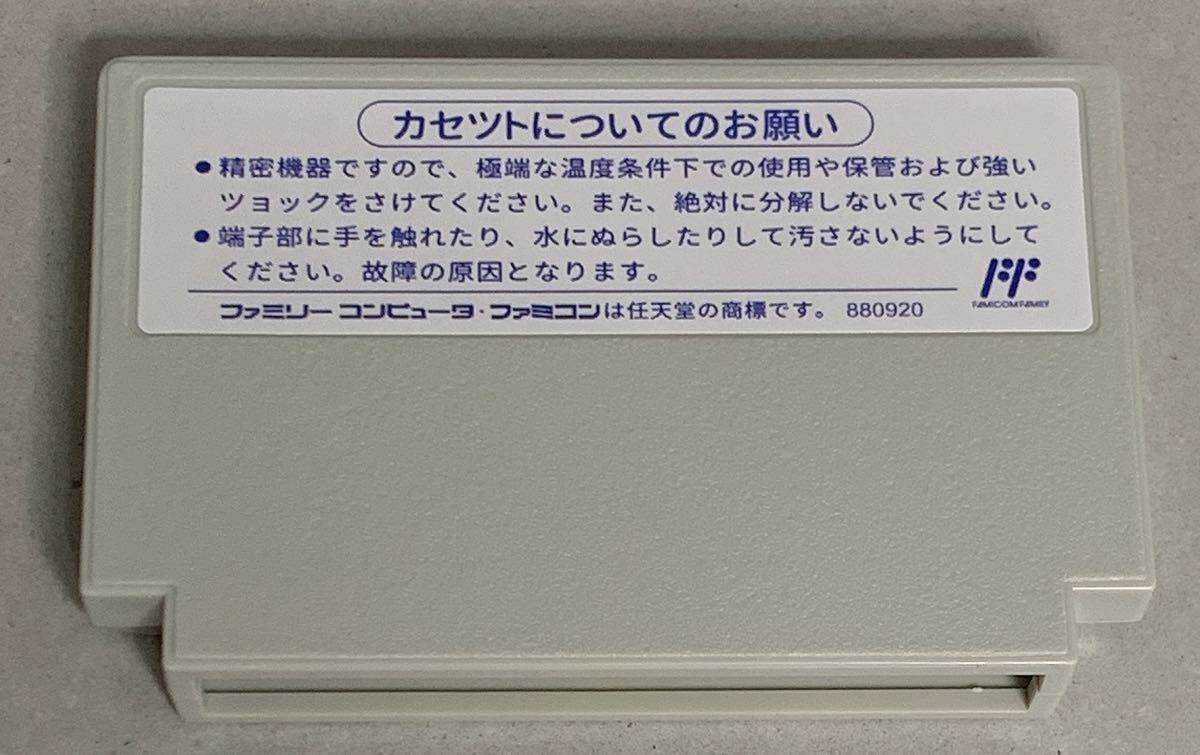 カセツトについてのお願い
●精密機器ですので、極端な温度条件下での使用や保管および強い
ツョックをさけてください。また、絶対に分解しないでください。
●端子部に手を触れたり、水にぬらしたりして汚さないようにして
ください。故障の原因となります。
FF
FAMICOM FAMILY
ファミリーコンピュータ・ファミコンは任天堂の商標です。 880920